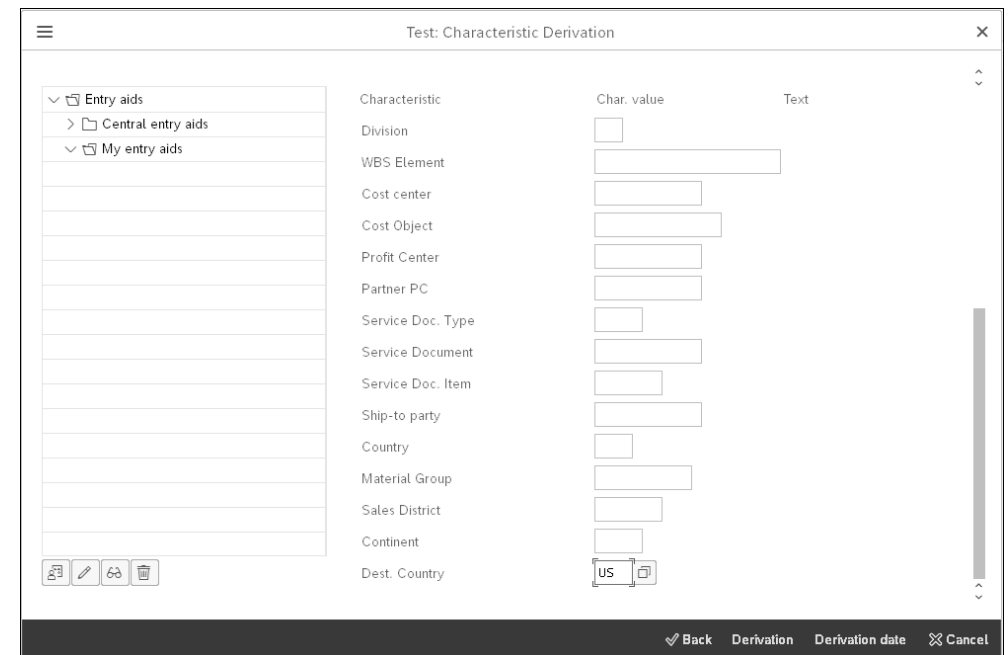 Test: Characteristic Derivation
Entry aids
Central entry aids
My entry aids
Characteristic Char. value Text
Division
WBS Element
Cost center
Cost Object
Profit Center
Partner PC
Service Doc. Type
Service Document
Service Doc. Item
Ship-to party
Country
Material Group
Sales District
Continent
Dest. Country US
Back Derivation Derivation date Cancel